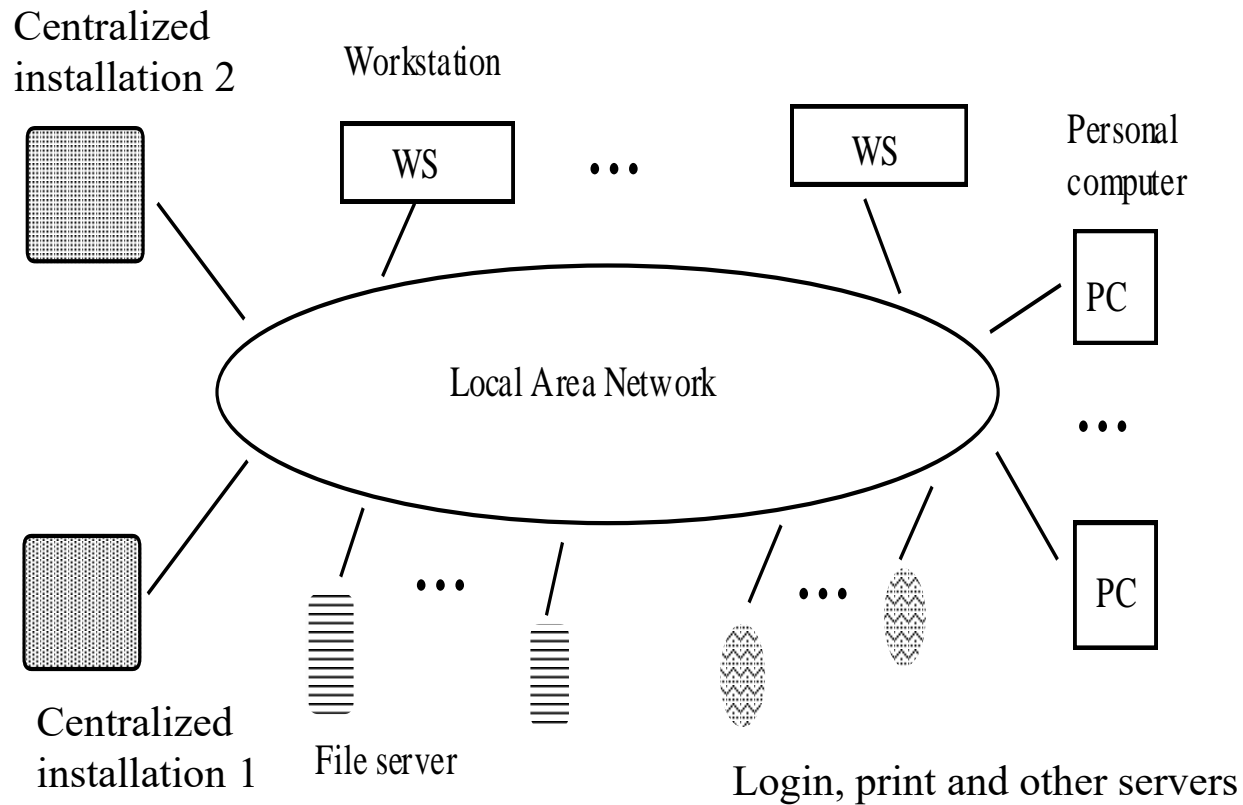 Centralized
installation 2
Workstation
WS
•••
WS
Personal
computer
PC
Local Area Network
•••
PC
•••
•••
Centralized
installation 1
File server
Login, print and other servers